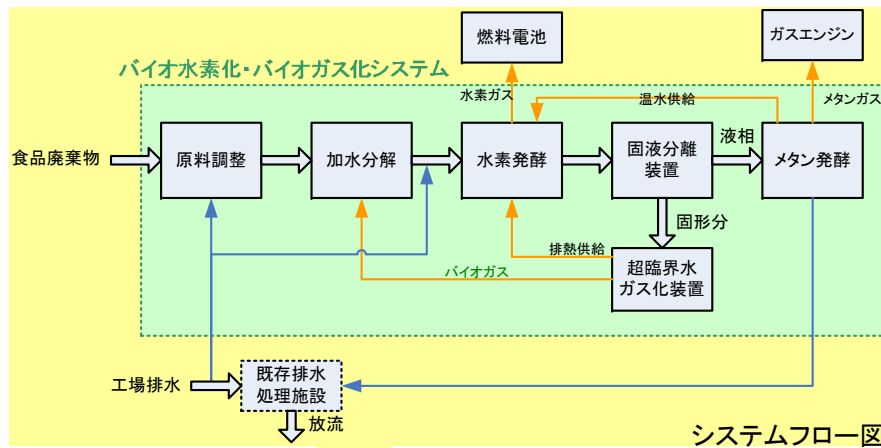 燃料電池
ガスエンジン
バイオ水素化・バイオガス化システム
水素ガス
温水供給
メタンガス
食品廃棄物
原料調整
加水分解
水素発酵
固液分離
装置
液相
メタン発酵
固形分
排熱供給
バイオガス
超臨界水
ガス化装置
工場排水
既存排水
処理施設
放流
システムフロー図